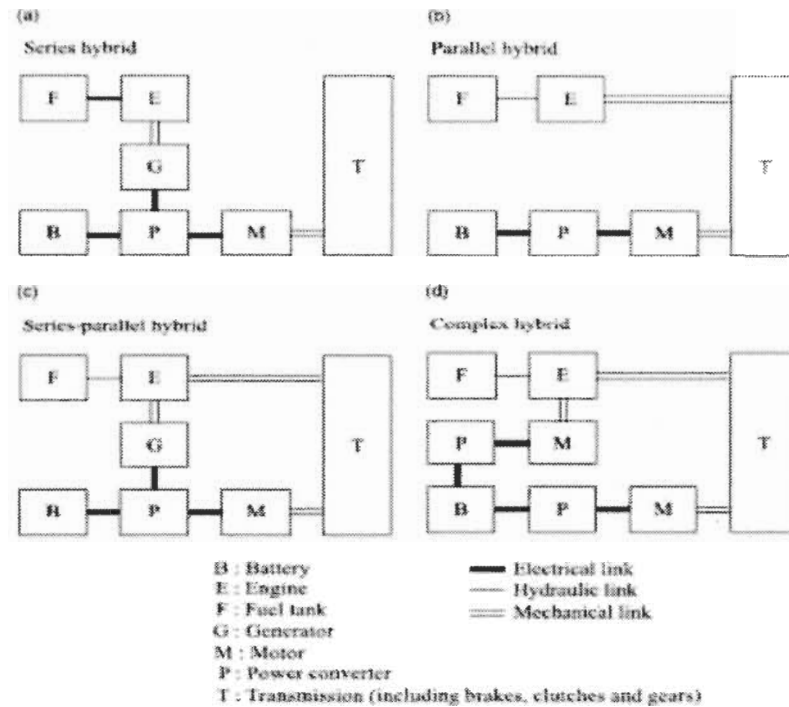 (a)
Series hybrid
F E
G
B P M
T
(b)
Parallel hybrid
F E
T
B P M
(c)
Series-parallel hybrid
F E
G
T
B P M
(d)
Complex hybrid
F E
P M
T
B P M
B : Battery
E : Engine
F : Fuel tank
G : Generator
M : Motor
P : Power converter
T : Transmission (including brakes, clutches and gears)
Electrical link
Hydraulic link
Mechanical link